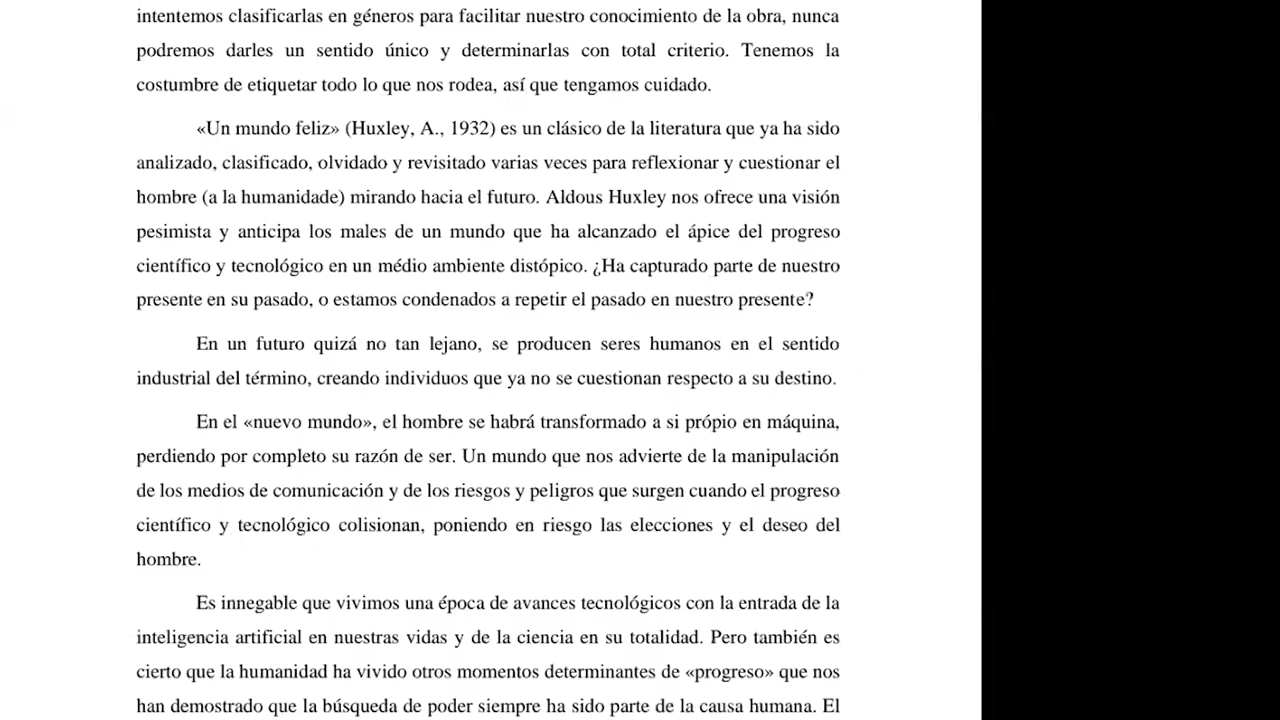 intentemos clasificarlas en géneros para facilitar nuestro conocimiento de la obra, nunca
podremos darles un sentido único y determinarlas con total criterio. Tenemos la
costumbre de etiquetar todo lo que nos rodea, así que tengamos cuidado.
«Un mundo feliz» (Huxley, A., 1932) es un clásico de la literatura que ya ha sido
analizado, clasificado, olvidado y revisitado varias veces para reflexionar y cuestionar el
hombre (a la humanidade) mirando hacia el futuro. Aldous Huxley nos ofrece una visión
pesimista y anticipa los males de un mundo que ha alcanzado el ápice del progreso
científico y tecnológico en un médio ambiente distópico. ¿Ha capturado parte de nuestro
presente en su pasado, o estamos condenados a repetir el pasado en nuestro presente?
En un futuro quizá no tan lejano, se producen seres humanos en el sentido
industrial del término, creando individuos que ya no se cuestionan respecto a su destino.
En el «nuevo mundo», el hombre se habrá transformado a si própio en máquina,
perdiendo por completo su razón de ser. Un mundo que nos advierte de la manipulación
de los medios de comunicación y de los riesgos y peligros que surgen cuando el progreso
científico y tecnológico colisionan, poniendo en riesgo las elecciones y el deseo del
hombre.
Es innegable que vivimos una época de avances tecnológicos con la entrada de la
inteligencia artificial en nuestras vidas y de la ciencia en su totalidad. Pero también es
cierto que la humanidad ha vivido otros momentos determinantes de «progreso» que nos
han demostrado que la búsqueda de poder siempre ha sido parte de la causa humana. El